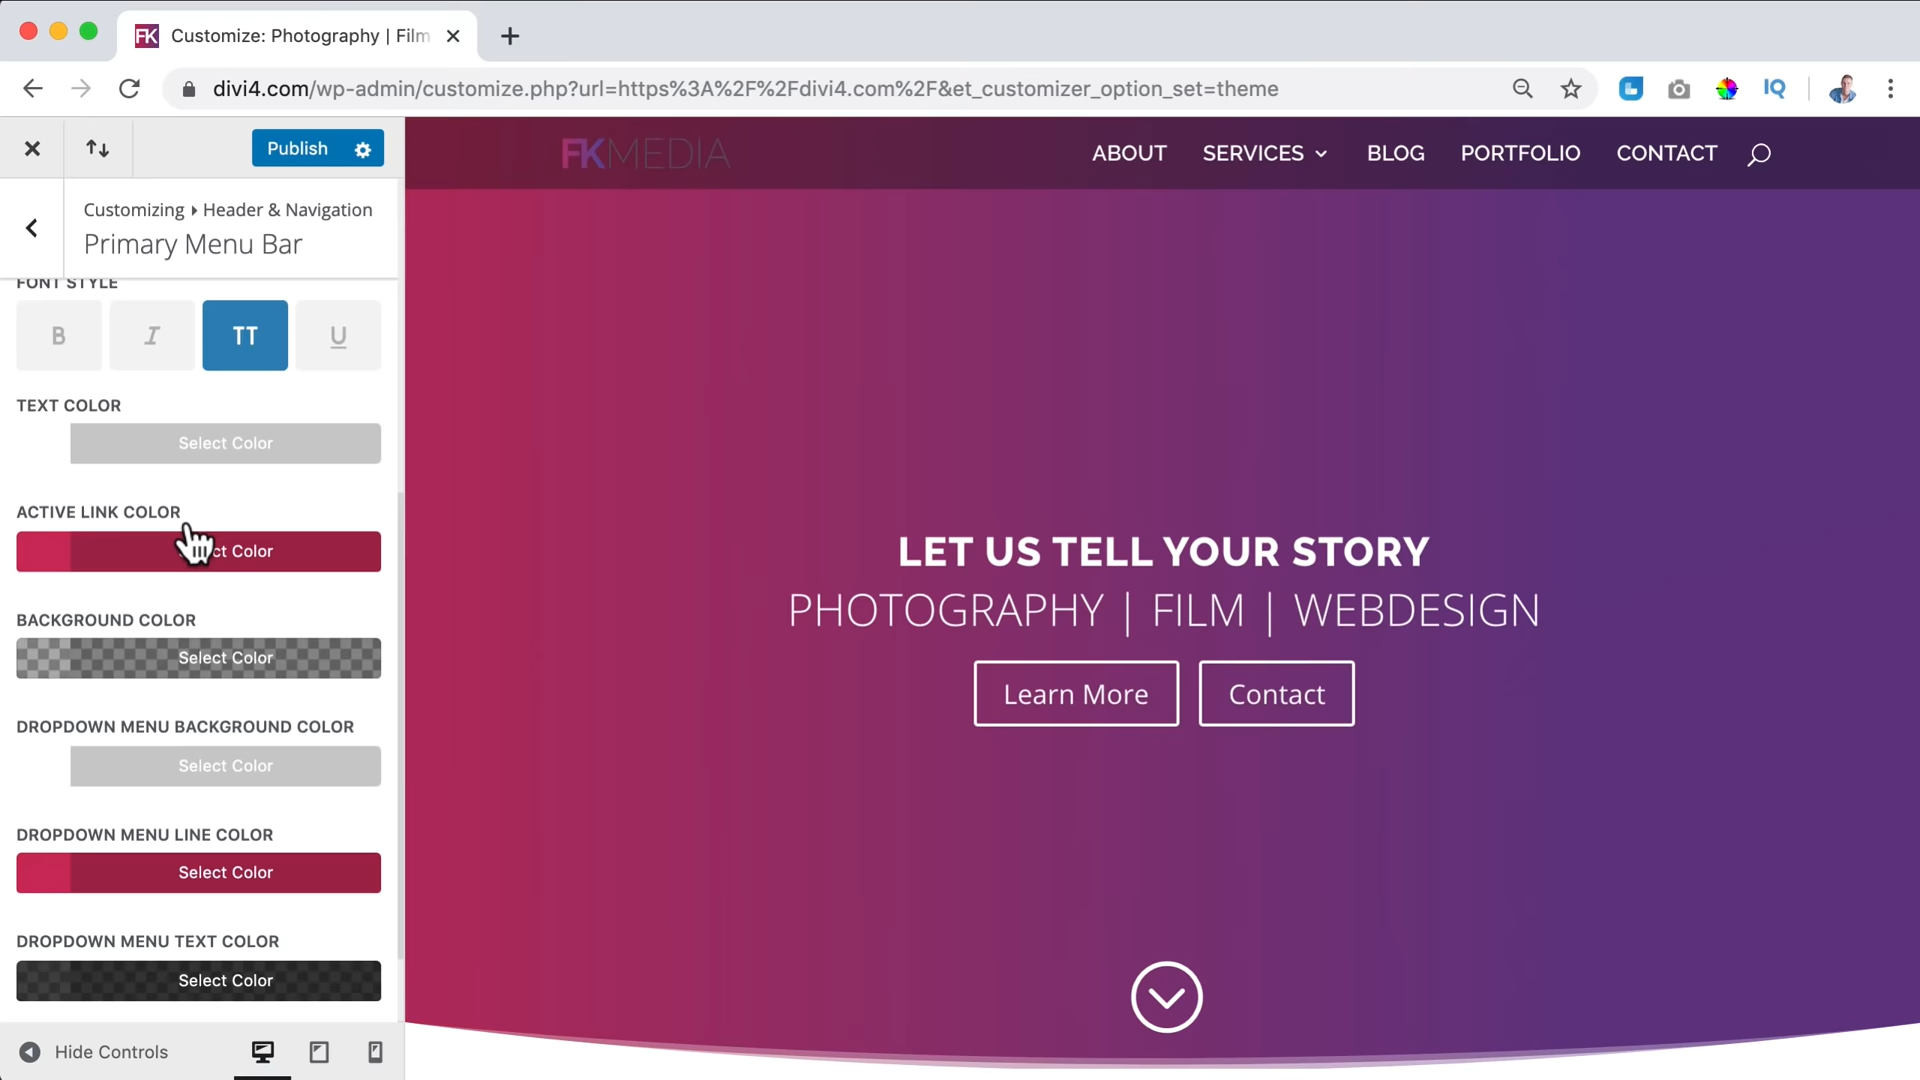 FK Customize: Photography | Film
divi4.com/wp-admin/customize.php?url=https%3A%2F%2Fdivi4.com%2F&et_customizer_option_set=theme
IQ
Publish
Customizing Header & Navigation
Primary Menu Bar
FONT STYLE
B I TT U
TEXT COLOR
Select Color
ACTIVE LINK COLOR
ct Color
BACKGROUND COLOR
Select Color
DROPDOWN MENU BACKGROUND COLOR
Select Color
DROPDOWN MENU LINE COLOR
Select Color
DROPDOWN MENU TEXT COLOR
Select Color
Hide Controls
FKMEDIA
ABOUT SERVICES BLOG PORTFOLIO CONTACT
LET US TELL YOUR STORY
PHOTOGRAPHY | FILM | WEBDESIGN
Learn More Contact